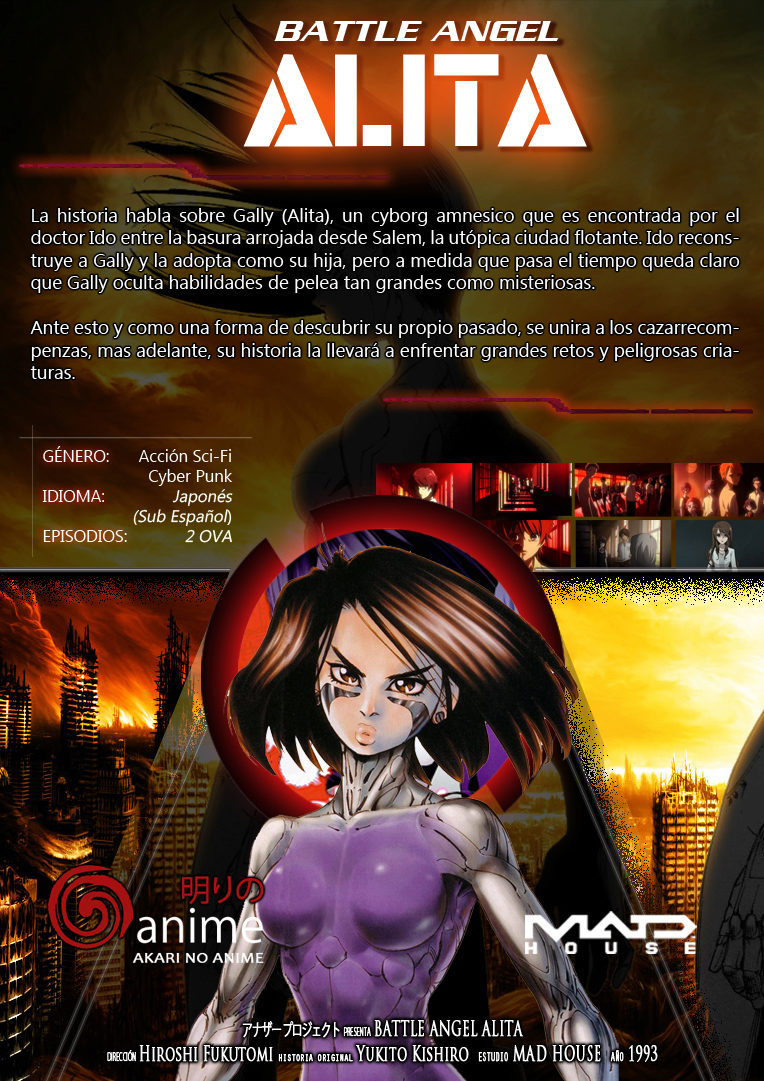 BATTLE ANGEL
ALITA
La historia habla sobre Gally (Alita), un cyborg amnesico que es encontrada por el
doctor Ido entre la basura arrojada desde Salem, la utópica ciudad flotante. Ido recons-
truye a Gally y la adopta como su hija, pero a medida que pasa el tiempo queda claro
que Gally oculta habilidades de pelea tan grandes como misteriosas.
Ante esto y como una forma de descubrir su propio pasado, se unira a los cazarrecom-
penzas, mas adelante, su historia la llevará a enfrentar grandes retos y peligrosas cria-
turas.
GÉNERO: Acción Sci-Fi
Cyber Punk
IDIOMA: Japonés
(Sub Español)
EPISODIOS: 2 OVA
明りの
anime
AKARI NO ANIME
MAD
HOUSE
アナザープロジェクト PRESENTA BATTLE ANGEL ALITA
DIRECCIÓN HIROSHI FUKUTOMI HISTORIA ORIGINAL YUKITO KISHIRO ESTUDIO MAD HOUSE AÑO 1993